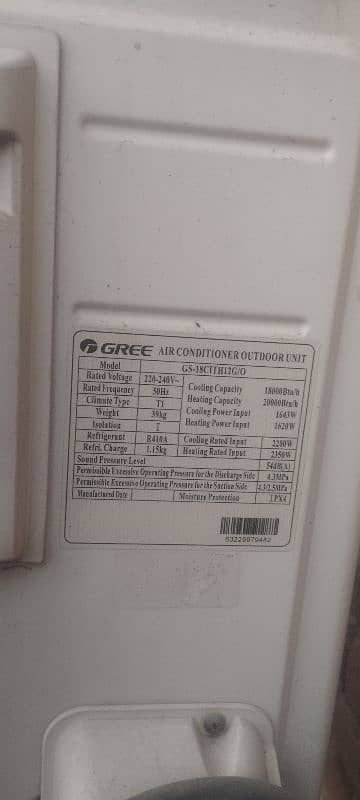 GREE AIR CONDITIONER OUTDOOR UNIT
Model GS-18CITH12G/O
Rated Voltage 220-240V~ Cooling Capacity 18000Btu/h
Rated Frequency 50Hz Heating Capacity 20000Btu/h
Climate Type T1 Cooling Power Input 1643W
Weight 39kg Heating Power Input 1620W
Isolation I
Refrigerant R410A Cooling Rated Input 2200W
Refri. Charge 1.15kg Heating Rated Input 2350W
Sound Pressure Level 54dB(A)
Permissible Excessive Operating Pressure for the Discharge Side 4.3MPa
Permissible Excessive Operating Pressure for the Suction Side 4.3/2.5MPa
Manufactured Date Moisture Protection IPX4